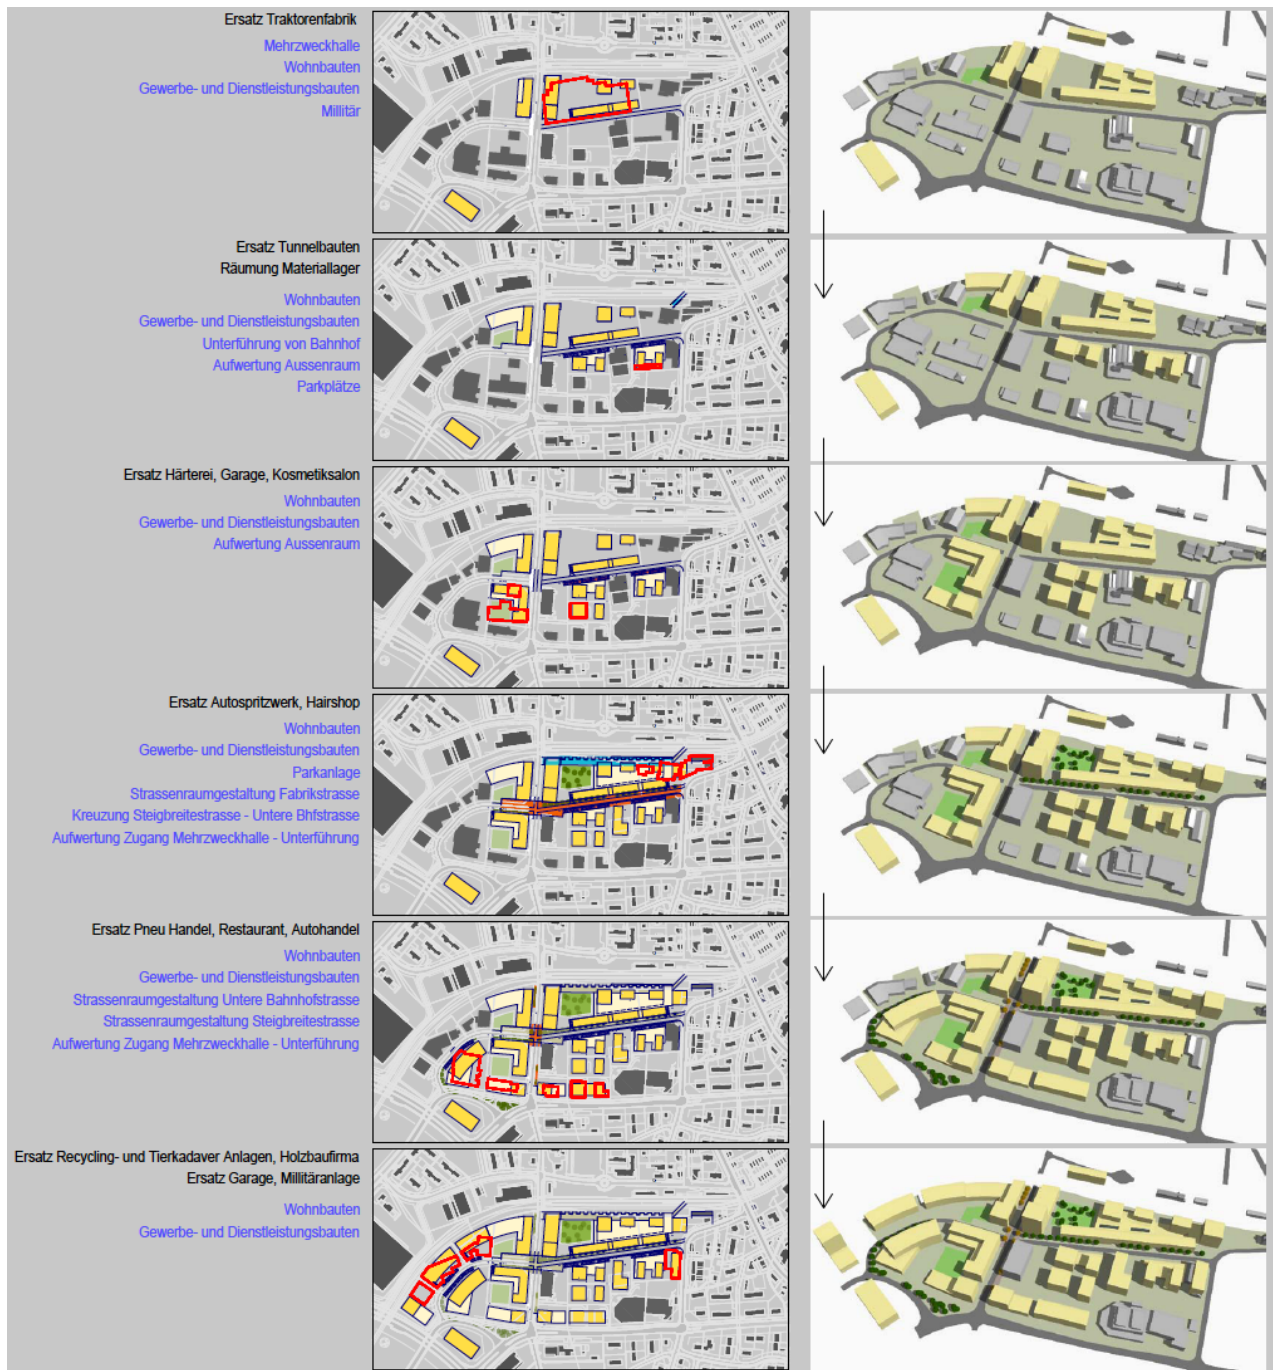 Ersatz Traktorenfabrik
Mehrzweckhalle
Wohnbauten
Gewerbe- und Dienstleistungsbauten
Millitär
Ersatz Tunnelbauten
Räumung Materiallager
Wohnbauten
Gewerbe- und Dienstleistungsbauten
Unterführung von Bahnhof
Aufwertung Aussenraum
Parkplätze
Ersatz Härterei, Garage, Kosmetiksalon
Wohnbauten
Gewerbe- und Dienstleistungsbauten
Aufwertung Aussenraum
Ersatz Autospritzwerk, Hairshop
Wohnbauten
Gewerbe- und Dienstleistungsbauten
Parkanlage
Strassenraumgestaltung Fabrikstrasse
Kreuzung Steigbreitestrasse - Untere Bhfstrasse
Aufwertung Zugang Mehrzweckhalle - Unterführung
Ersatz Pneu Handel, Restaurant, Autohandel
Wohnbauten
Gewerbe- und Dienstleistungsbauten
Strassenraumgestaltung Untere Bahnhofstrasse
Strassenraumgestaltung Steigbreitestrasse
Aufwertung Zugang Mehrzweckhalle - Unterführung
Ersatz Recycling- und Tierkadaver Anlagen, Holzbaufirma
Ersatz Garage, Millitäranlage
Wohnbauten
Gewerbe- und Dienstleistungsbauten